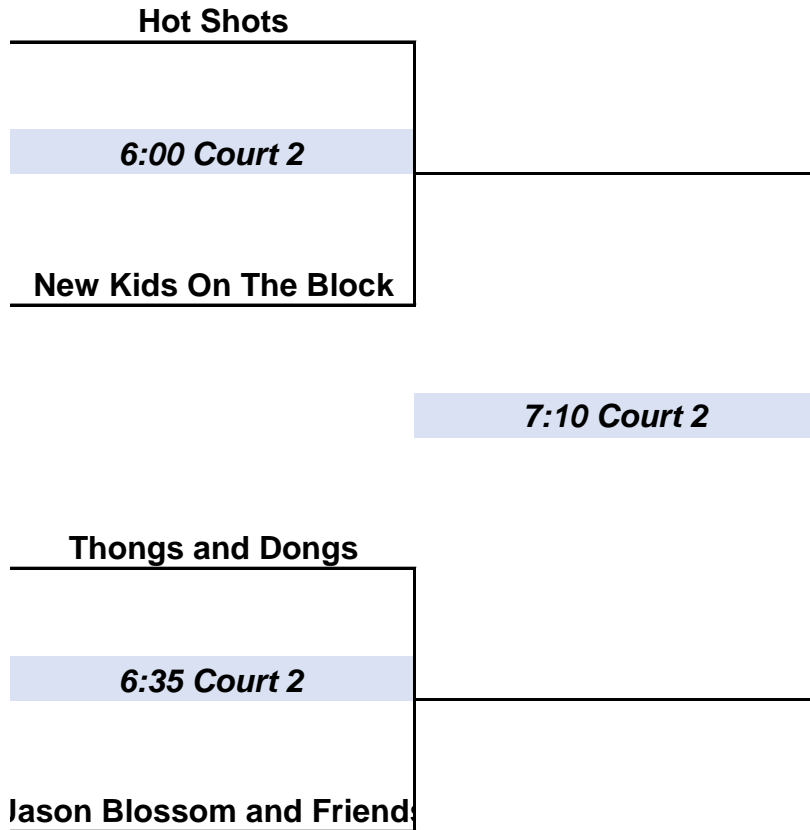 Hot Shots
6:00 Court 2
New Kids On The Block
7:10 Court 2
Thongs and Dongs
6:35 Court 2
Jason Blossom and Friends